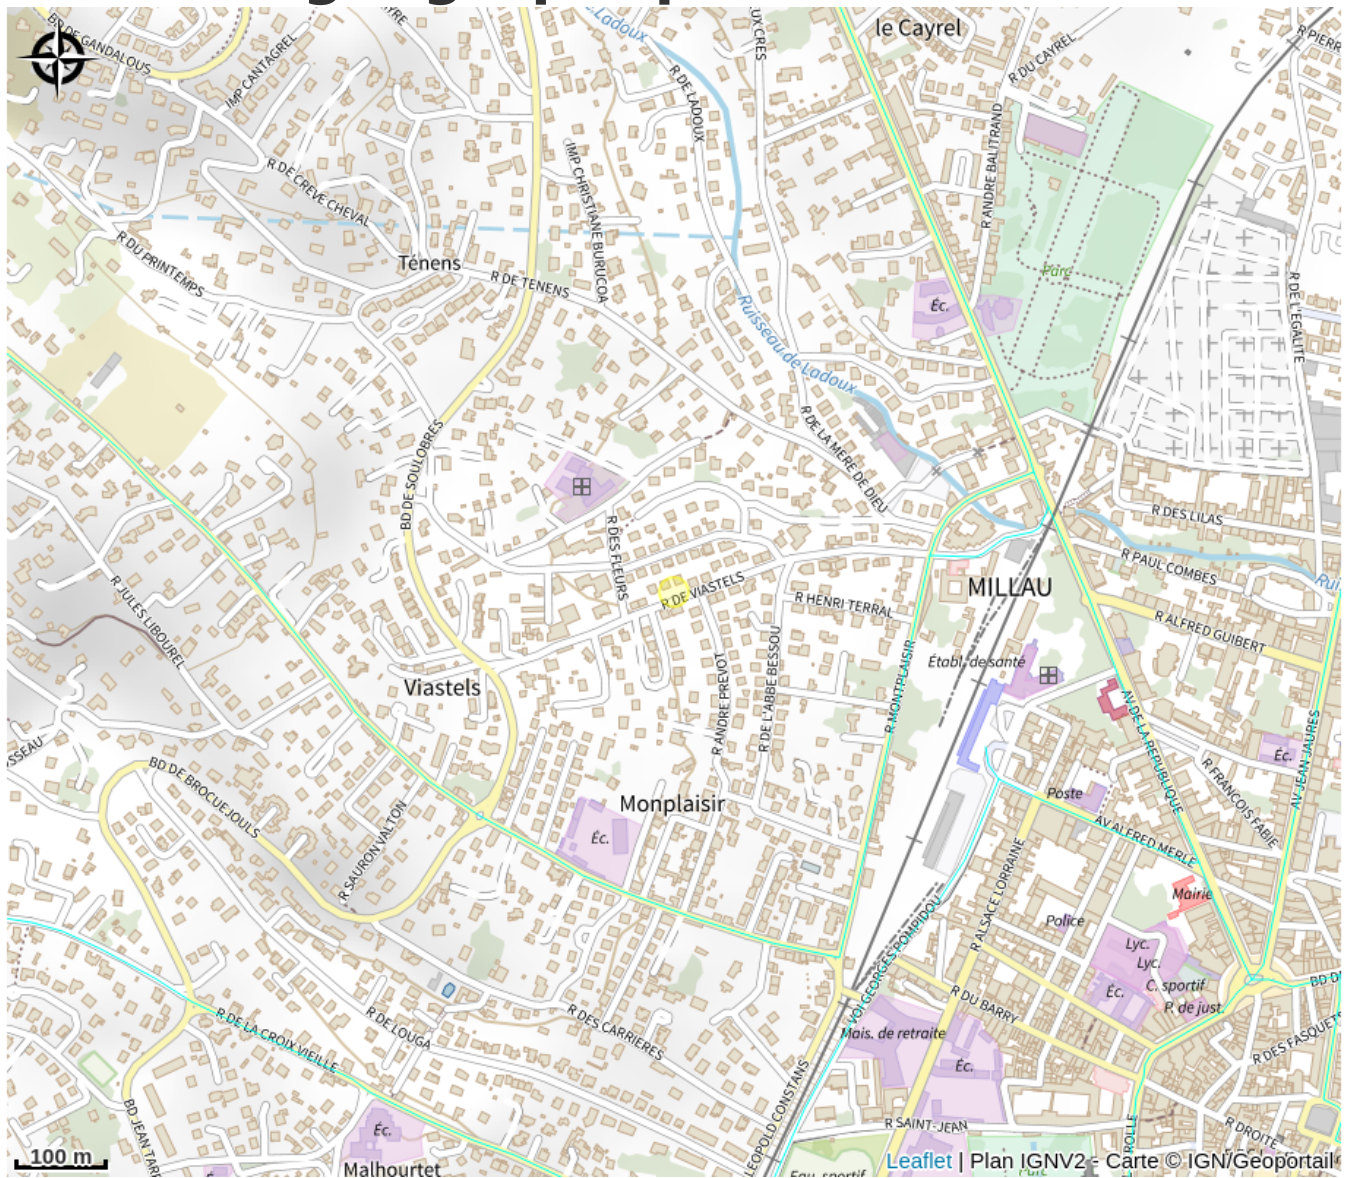 le Cayrel
BD DE GANDALOUS
IMP CANTAGREL
R DE LADOUX
R DU CAYREL
R ANDRE BALITRAND
IMP CHRISTIANE BURUCOA
R DE CREVE CHEVAL
R DU PRINTEMPS
Ténens
R DE TENENS
Parc
Éc.
R DE L'EGALITE
Ruisseau de Ladoux
R DE LA MERE DE DIEU
BD DE SOULOBRES
R DES FLEURS
R DES LILAS
R PAUL COMBES
MILLAU
R DE VIASTELS
R HENRI TERRAL
R ALFRED GUIBERT
R JULES LIBOUREL
Établ. de santé
Viastels
R ANDRE PREVOT
R DE L'ABBE BESSOU
R MONTPLAISIR
AV DE LA REPUBLIQUE
AV JEAN JAURES
Éc.
R FRANCOIS FABIE
BD DE BROCUEJOULS
Monplaisir
Poste
AV ALFRED MERLE
Éc.
R SAURON VALTON
R ALSACE LORRAINE
Mairie
Police
Lyc.
Lyc.
C. sportif
Éc.
P. de just.
VOI GEORGES POMPIDOU
R DU BARRY
R DE LA CROIX VIEILLE
R DE LOUGA
R DES CARRIERES
Mais. de retraite
R DES FASQUETS
Éc.
LEOPOLD CONSTANS
R SAINT-JEAN
R DROITE
Éc.
Malhourtet
100 m
Leaflet | Plan IGNV2 - Carte © IGN/Geoportail